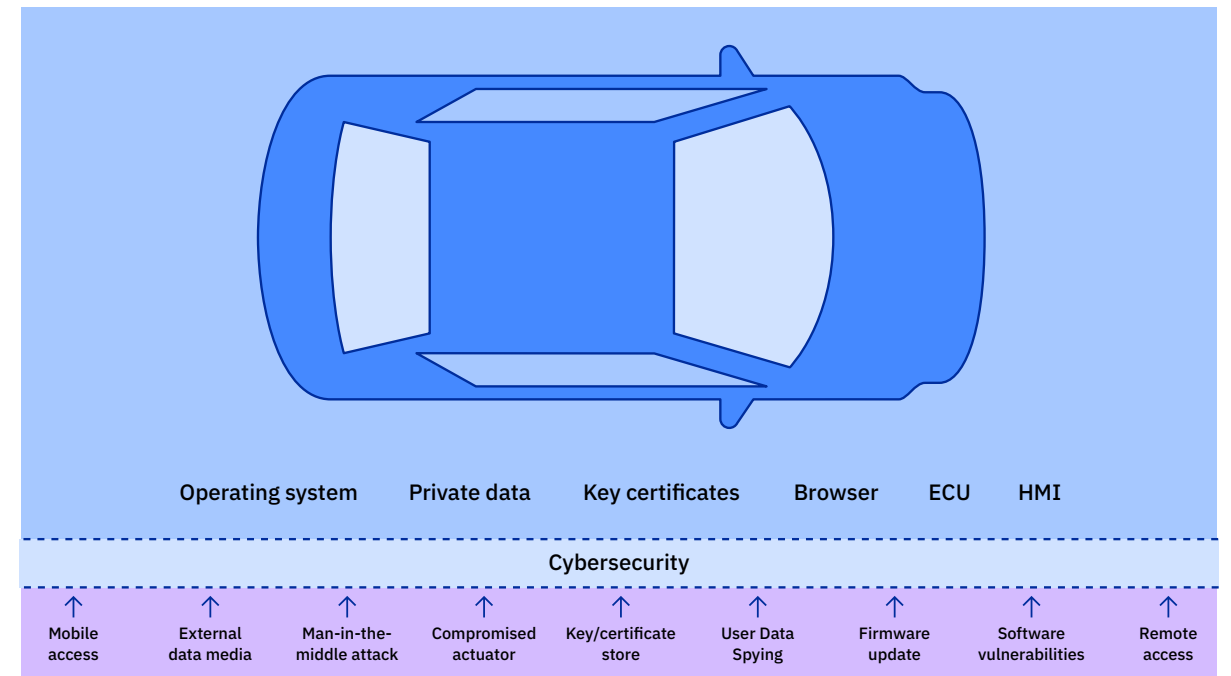 Operating system Private data Key certificates Browser ECU HMI
Cybersecurity
Mobile
access
External
data media
Man-in-the-
middle attack
Compromised
actuator
Key/certificate
store
User Data
Spying
Firmware
update
Software
vulnerabilities
Remote
access